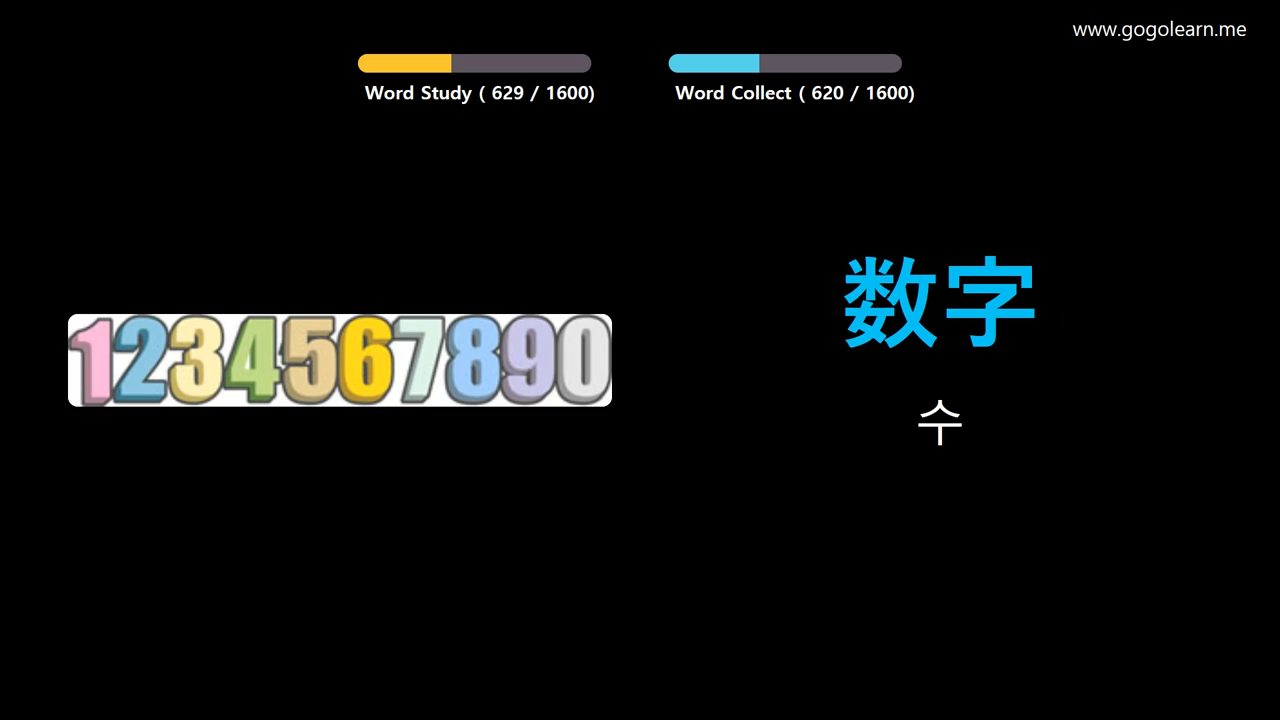 www.gogolearn.me
Word Study ( 629 / 1600)
Word Collect ( 620 / 1600)
1234567890
数字
수